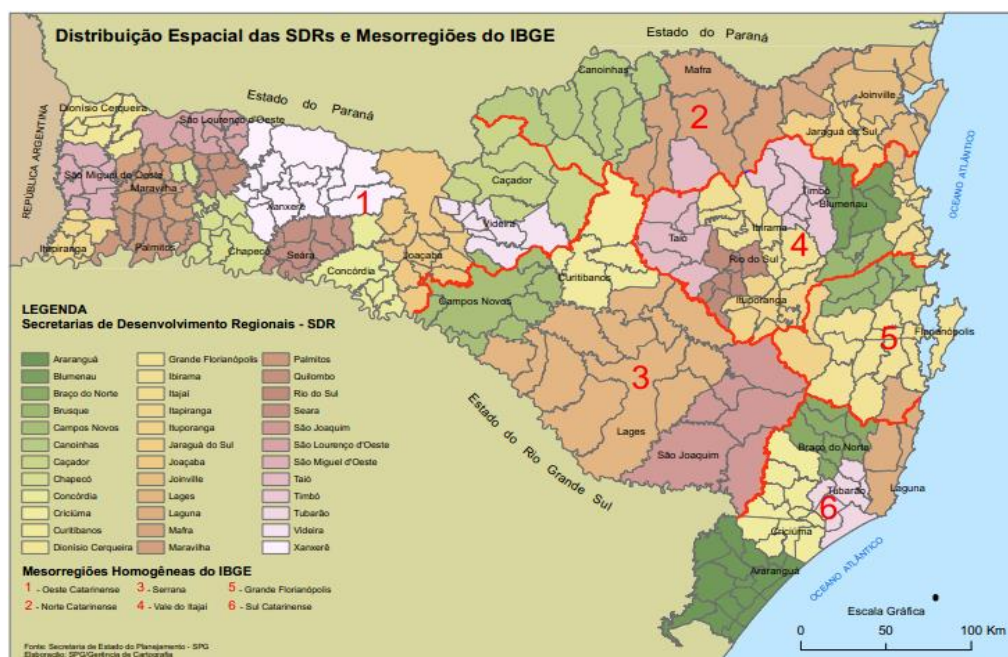 Distribuição Espacial das SDRs e Mesorregiões do IBGE
Estado do Paraná
Estado do Paraná
REPÚBLICA ARGENTINA
OCEANO ATLÂNTICO
Canoinhas
Mafra
Joinville
Jaraguá do Sul
Dionísio Cerqueira
São Lourenço d'Oeste
São Miguel do Oeste
Maravilha
Caçador
Timbó
Blumenau
Xanxerê
Videira
Taió
Ibirama
Itapiranga
Palmitos
Chapecó
Seara
Concórdia
Joaçaba
Curitibanos
Rio do Sul
Ituporanga
Campos Novos
Florianópolis
Lages
São Joaquim
Braço do Norte
Tubarão
Laguna
Criciúma
Araranguá
1
2
3
4
5
6
Estado do Rio Grande Sul
OCEANO ATLÂNTICO
LEGENDA
Secretarias de Desenvolvimento Regionais - SDR
Araranguá
Blumenau
Braço do Norte
Brusque
Campos Novos
Canoinhas
Caçador
Chapecó
Concórdia
Criciúma
Curitibanos
Dionísio Cerqueira
Grande Florianópolis
Ibirama
Itajaí
Itapiranga
Ituporanga
Jaraguá do Sul
Joaçaba
Joinville
Lages
Laguna
Mafra
Maravilha
Palmitos
Quilombo
Rio do Sul
Seara
São Joaquim
São Lourenço d'Oeste
São Miguel d'Oeste
Taió
Timbó
Tubarão
Videira
Xanxerê
Mesorregiões Homogêneas do IBGE
1 - Oeste Catarinense 3 - Serrana 5 - Grande Florianópolis
2 - Norte Catarinense 4 - Vale do Itajaí 6 - Sul Catarinense
Fonte: Secretaria de Estado do Planejamento - SPG
Elaboração: SPG/Gerência de Cartografia
Escala Gráfica
0 50 100 Km